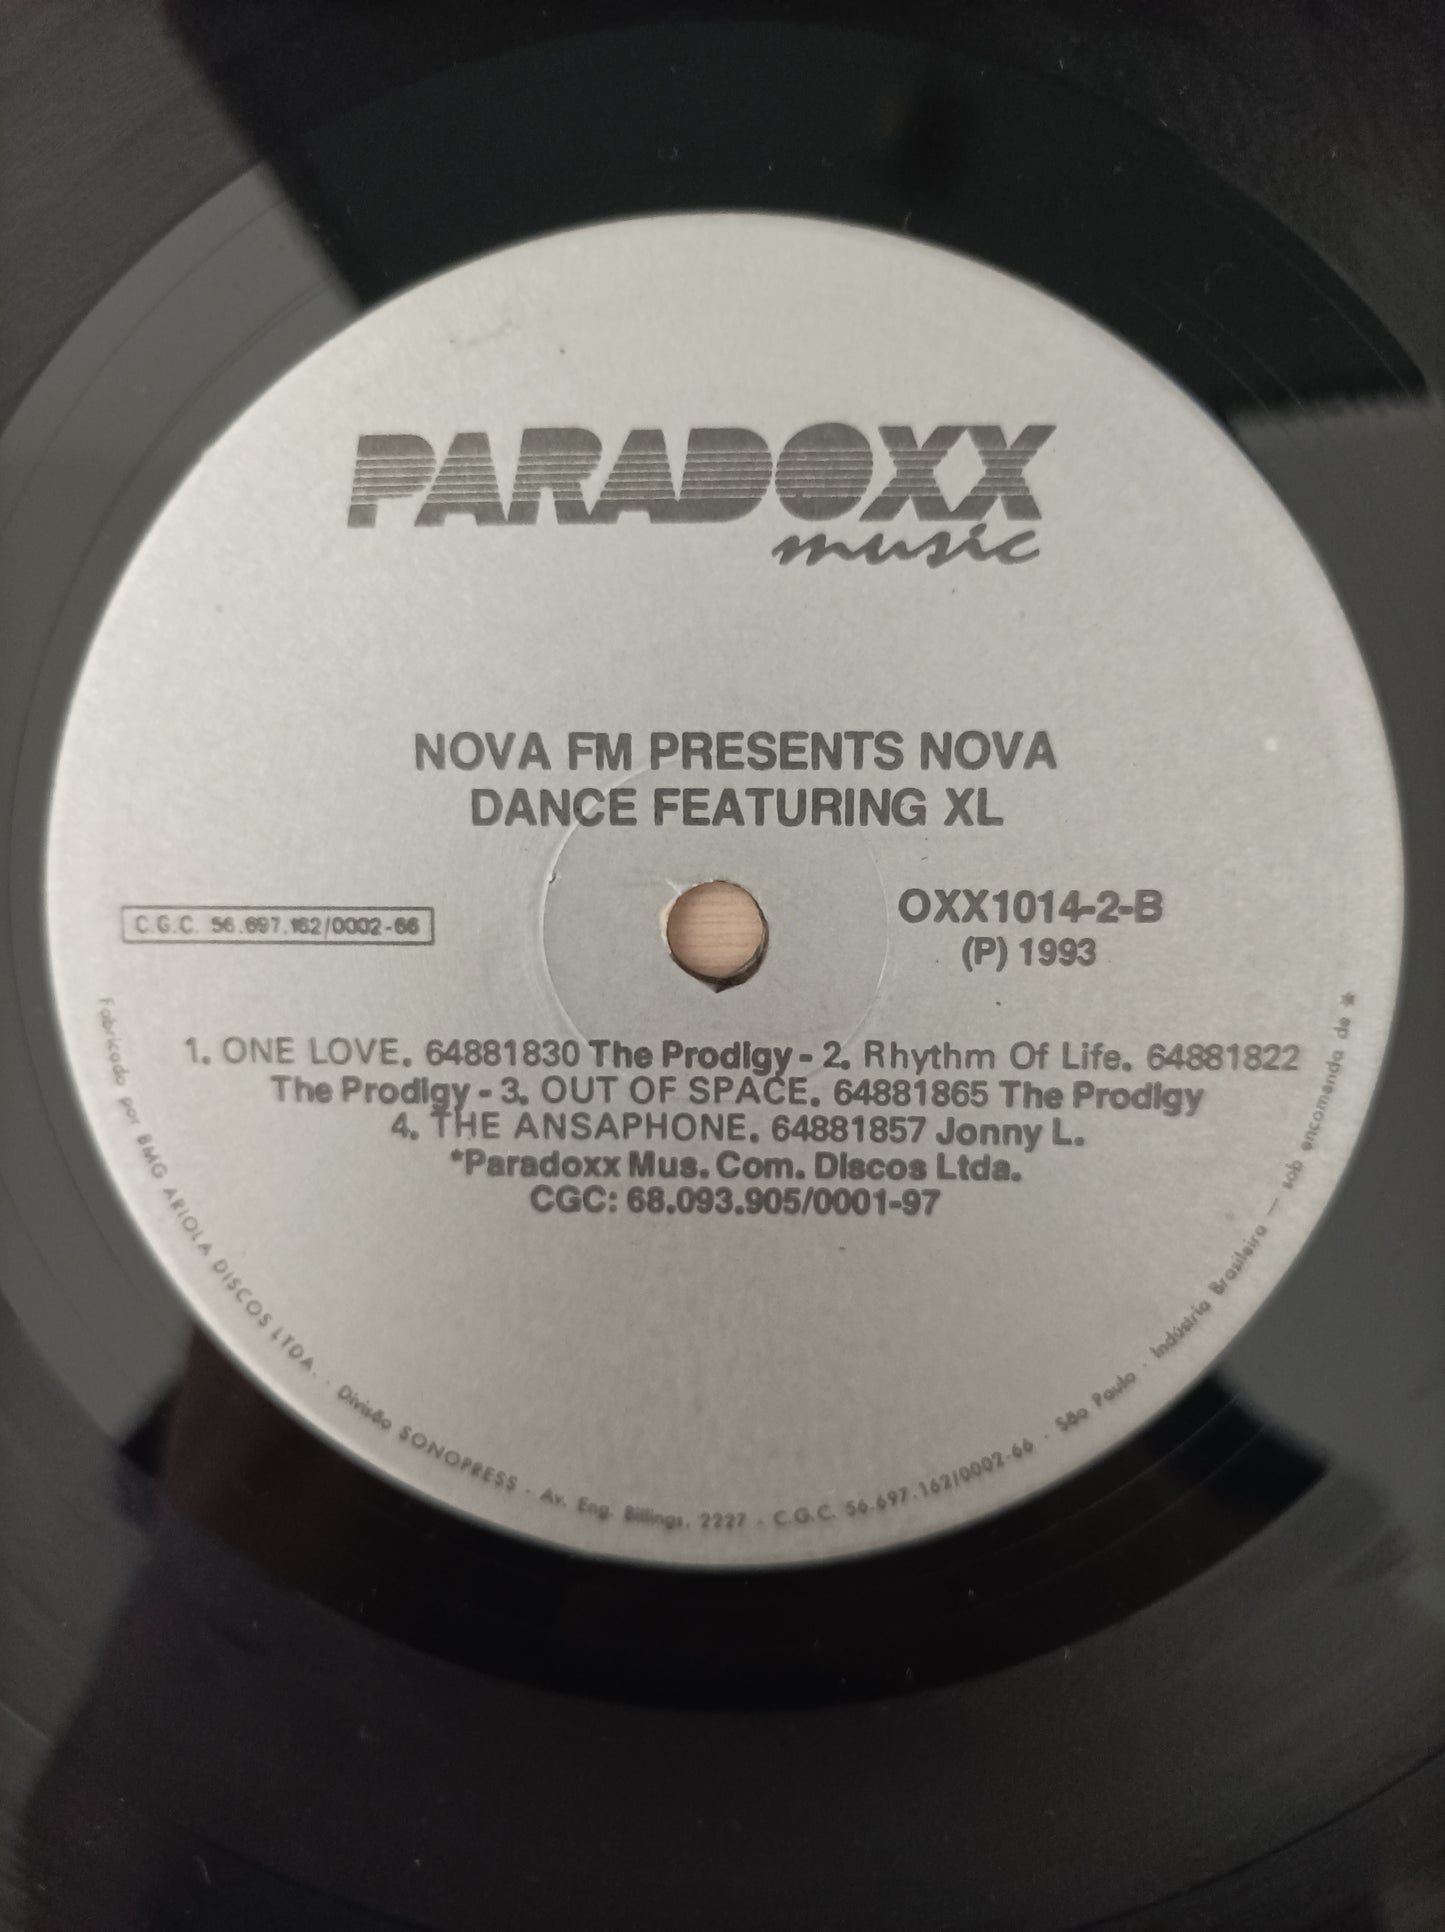 PARADOXX
music
NOVA FM PRESENTS NOVA
DANCE FEATURING XL
C.G.C. 56.697.162/0002-66
OXX1014-2-B
(P) 1993
1. ONE LOVE. 64881830 The Prodigy - 2. Rhythm Of Life. 64881822
The Prodigy - 3. OUT OF SPACE. 64881865 The Prodigy
4. THE ANSAPHONE. 64881857 Jonny L.
*Paradoxx Mus. Com. Discos Ltda.
CGC: 68.093.905/0001-97
Fabricado por BMG ARIOLA DISCOS LTDA. · Divisão SONOPRESS · Av. Eng. Billings, 2227 - C.G.C. 56.697.162/0002-66 · São Paulo · Indústria Brasileira — sob encomenda de *